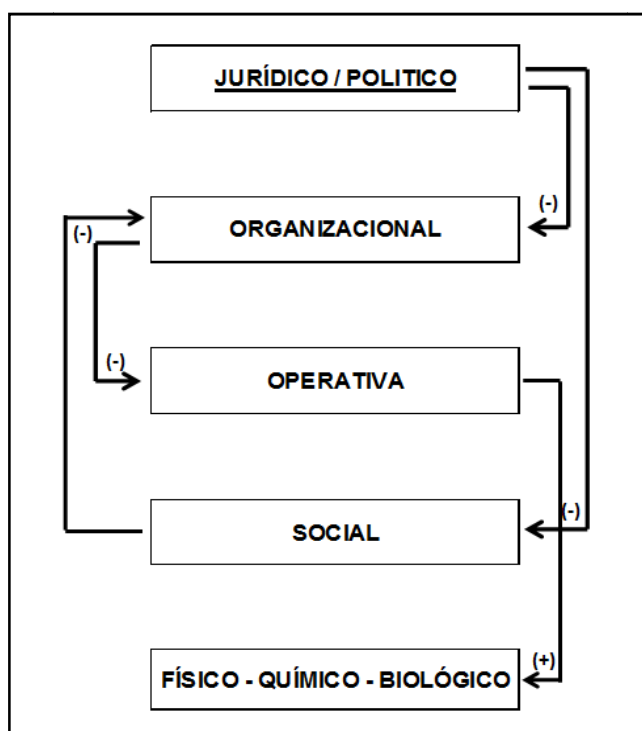 JURÍDICO / POLITICO
(-)
ORGANIZACIONAL
(-)
(-)
OPERATIVA
SOCIAL
(-)
(+)
FÍSICO - QUÍMICO - BIOLÓGICO